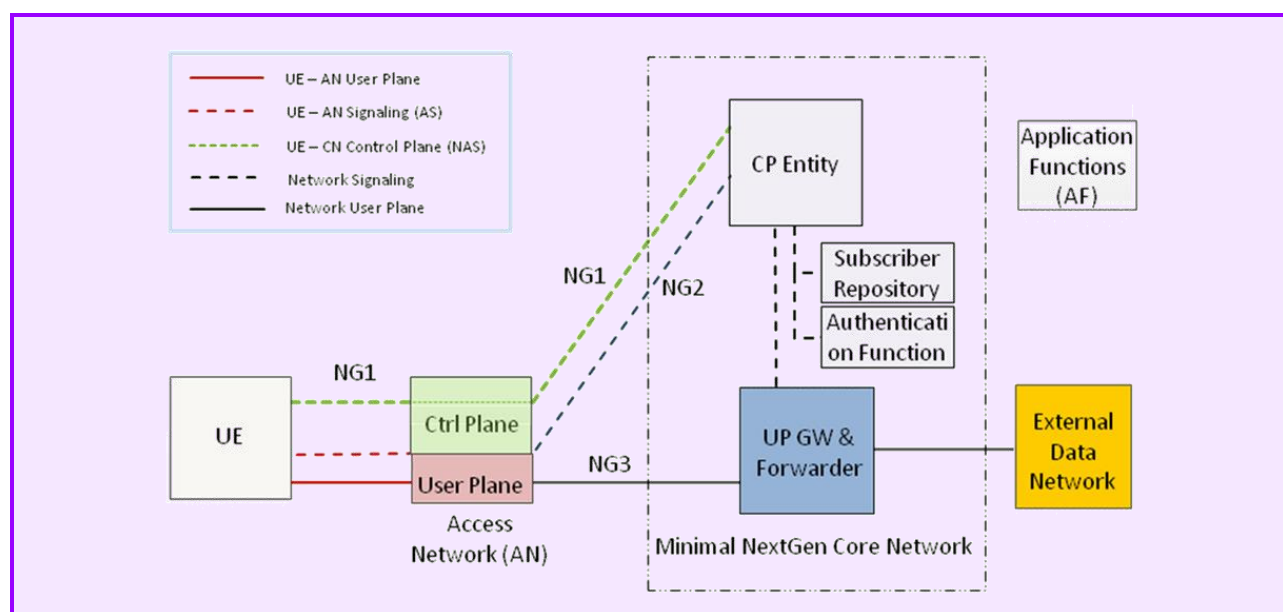 UE – AN User Plane
UE – AN Signaling (AS)
UE – CN Control Plane (NAS)
Network Signaling
Network User Plane
CP Entity
Application
Functions
(AF)
NG1
NG2
Subscriber
Repository
Authenticati
on Function
NG1
UE
Ctrl Plane
User Plane
Access
Network (AN)
NG3
UP GW &
Forwarder
External
Data
Network
Minimal NextGen Core Network